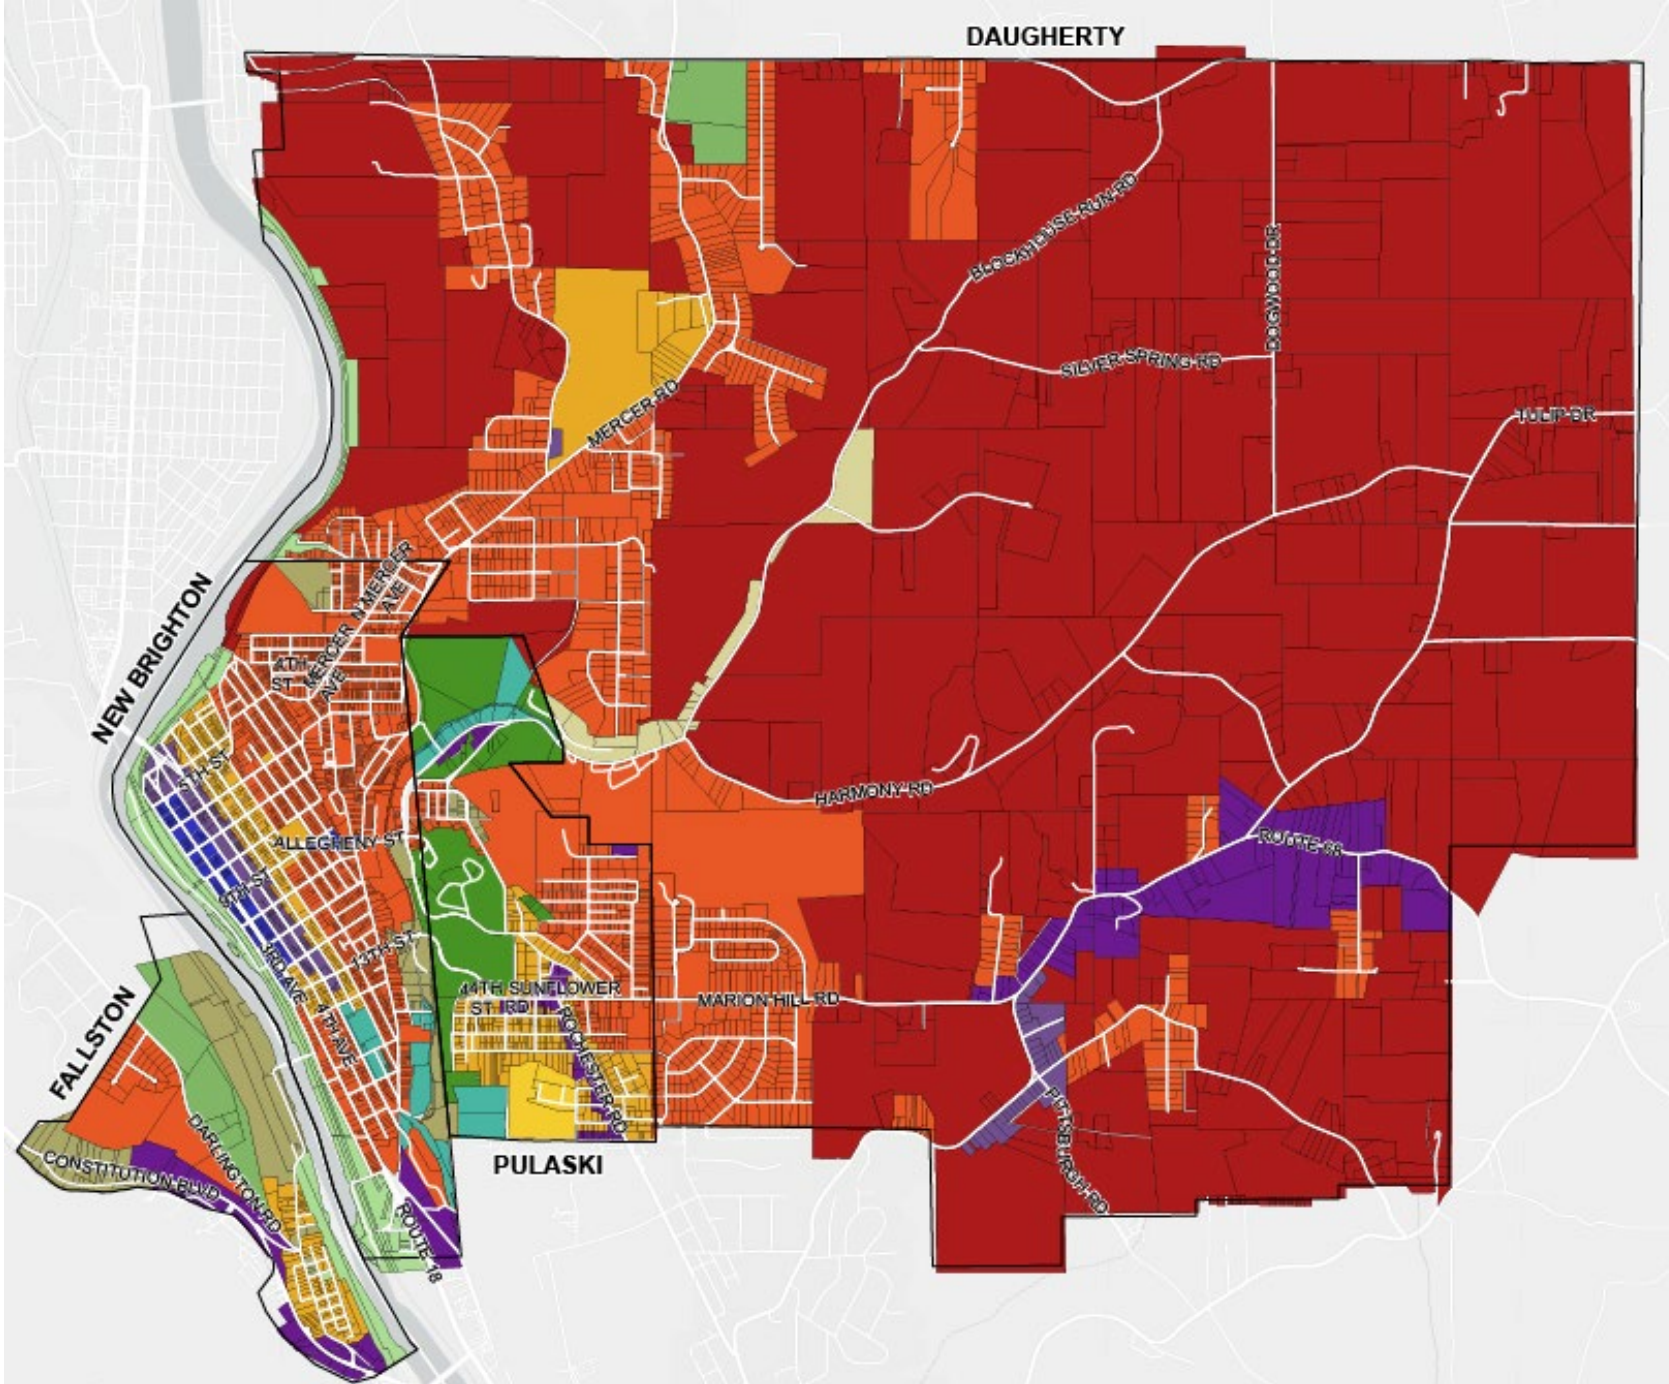 DAUGHERTY
BLOCKHOUSE RUN RD
DOGWOOD DR
SILVER SPRING RD
MERCER RD
TULIP DR
NEW BRIGHTON
N MERCER
AVE
MERCER
AVE
4TH
ST
5TH ST
HARMONY RD
ALLEGHENY ST
ROUTE 68
9TH ST
13TH ST
3RD AVE
4TH AVE
44TH
ST
SUNFLOWER
RD
MARION HILL RD
FALLSTON
ROCHESTER RD
PITTSBURGH RD
DARLINGTON RD
CONSTITUTION BLVD
PULASKI
ROUTE 18